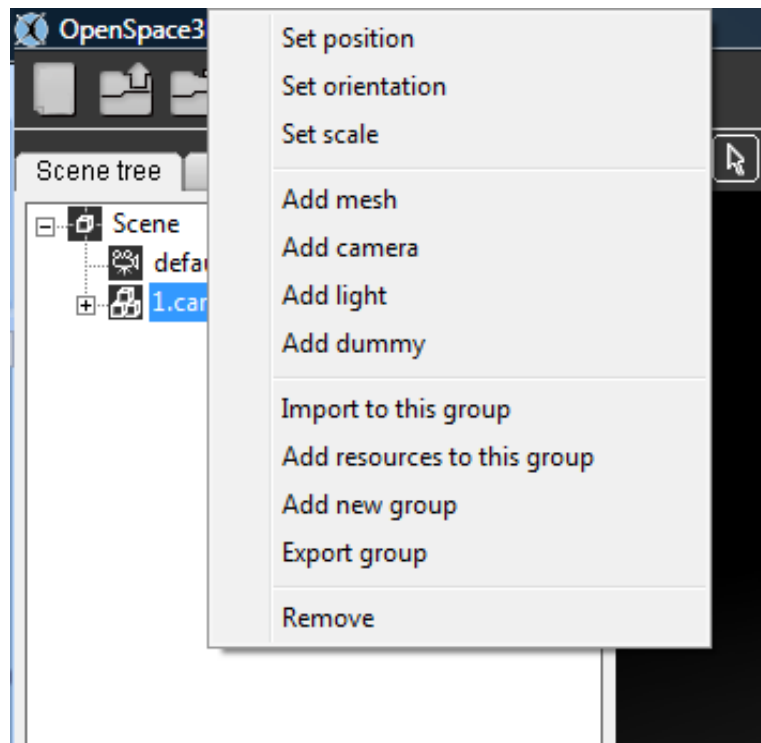 OpenSpace3
Set position
Set orientation
Set scale
Scene tree
Add mesh
Scene
Add camera
defau
Add light
1.car
Add dummy
Import to this group
Add resources to this group
Add new group
Export group
Remove